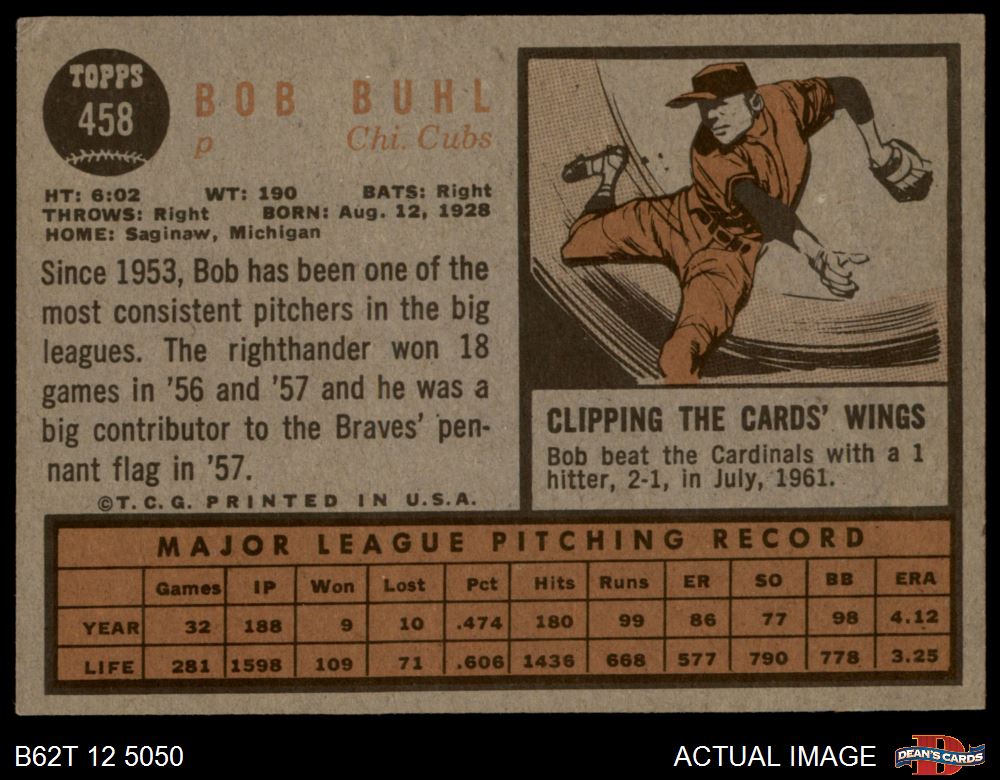 TOPPS
458
BOB BUHL
p Chi. Cubs
HT: 6:02 WT: 190 BATS: Right
THROWS: Right BORN: Aug. 12, 1928
HOME: Saginaw, Michigan
Since 1953, Bob has been one of the
most consistent pitchers in the big
leagues. The righthander won 18
games in '56 and '57 and he was a
big contributor to the Braves' pen-
nant flag in '57.
©T.C.G. PRINTED IN U.S.A.
CLIPPING THE CARDS' WINGS
Bob beat the Cardinals with a 1
hitter, 2-1, in July, 1961.
MAJOR LEAGUE PITCHING RECORD
Games IP Won Lost Pct Hits Runs ER SO BB ERA
YEAR 32 188 9 10 .474 180 99 86 77 98 4.12
LIFE 281 1598 109 71 .606 1436 668 577 790 778 3.25
B62T 12 5050
ACTUAL IMAGE
D
DEAN'S CARDS